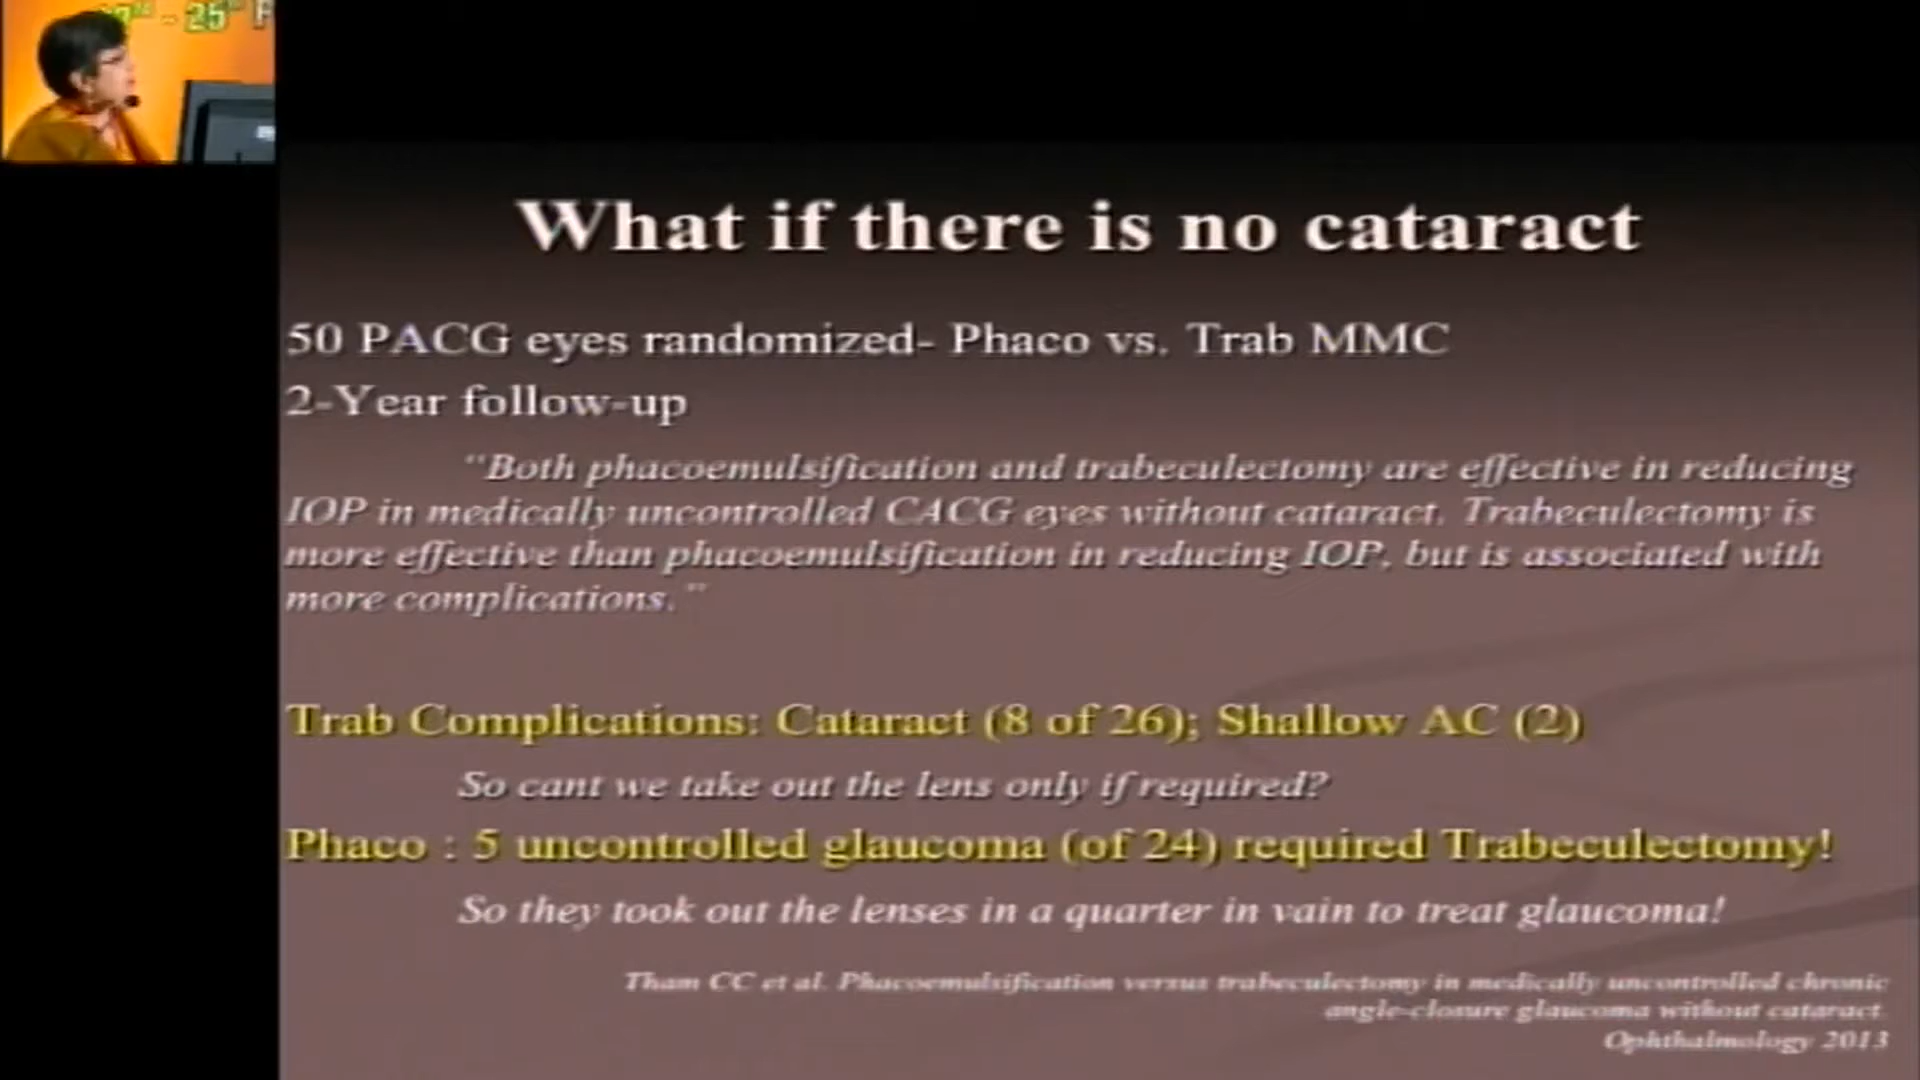 - 25
What if there is no cataract
50 PACG eyes randomized- Phaco vs. Trab MMC
2-Year follow-up
"Both phacoemulsification and trabeculectomy are effective in reducing
IOP in medically uncontrolled CACG eyes without cataract. Trabeculectomy is
more effective than phacoemulsification in reducing IOP, but is associated with
more complications."
Trab Complications: Cataract (8 of 26); Shallow AC (2)
So cant we take out the lens only if required?
Phaco : 5 uncontrolled glaucoma (of 24) required Trabeculectomy!
So they took out the lenses in a quarter in vain to treat glaucoma!
Tham CC et al. Phacoemulsification versus trabeculectomy in medically uncontrolled chronic
angle-closure glaucoma without cataract.
Ophthalmology 2013